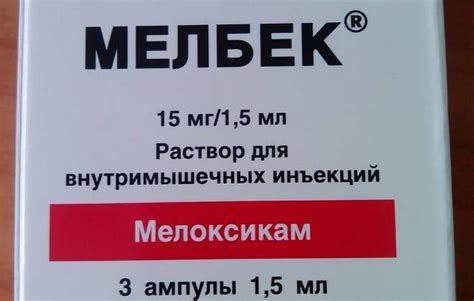 МЕЛБЕК®
15 мг/1,5 мл
Раствор для
внутримышечных инъекций
Мелоксикам
3 ампулы 1,5 мл